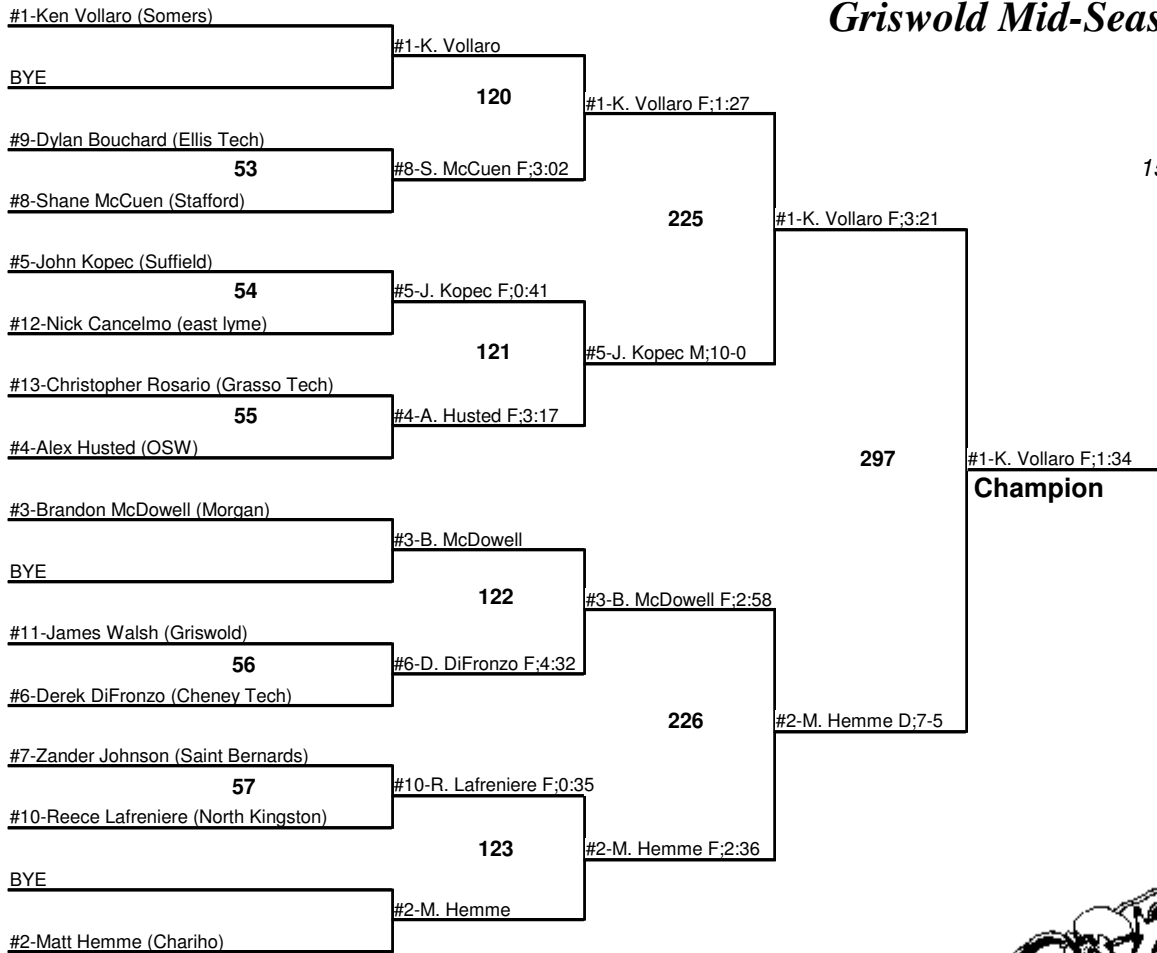 Griswold Mid-Seas
#1-Ken Vollaro (Somers)
#1-K. Vollaro
BYE
120
#1-K. Vollaro F;1:27
#9-Dylan Bouchard (Ellis Tech)
53
#8-S. McCuen F;3:02
15
#8-Shane McCuen (Stafford)
225
#1-K. Vollaro F;3:21
#5-John Kopec (Suffield)
54
#5-J. Kopec F;0:41
#12-Nick Cancelmo (east lyme)
121
#5-J. Kopec M;10-0
#13-Christopher Rosario (Grasso Tech)
55
#4-A. Husted F;3:17
#4-Alex Husted (OSW)
297
#1-K. Vollaro F;1:34
Champion
#3-Brandon McDowell (Morgan)
#3-B. McDowell
BYE
122
#3-B. McDowell F;2:58
#11-James Walsh (Griswold)
56
#6-D. DiFronzo F;4:32
#6-Derek DiFronzo (Cheney Tech)
226
#2-M. Hemme D;7-5
#7-Zander Johnson (Saint Bernards)
57
#10-R. Lafreniere F;0:35
#10-Reece Lafreniere (North Kingston)
123
#2-M. Hemme F;2:36
BYE
#2-M. Hemme
#2-Matt Hemme (Chariho)